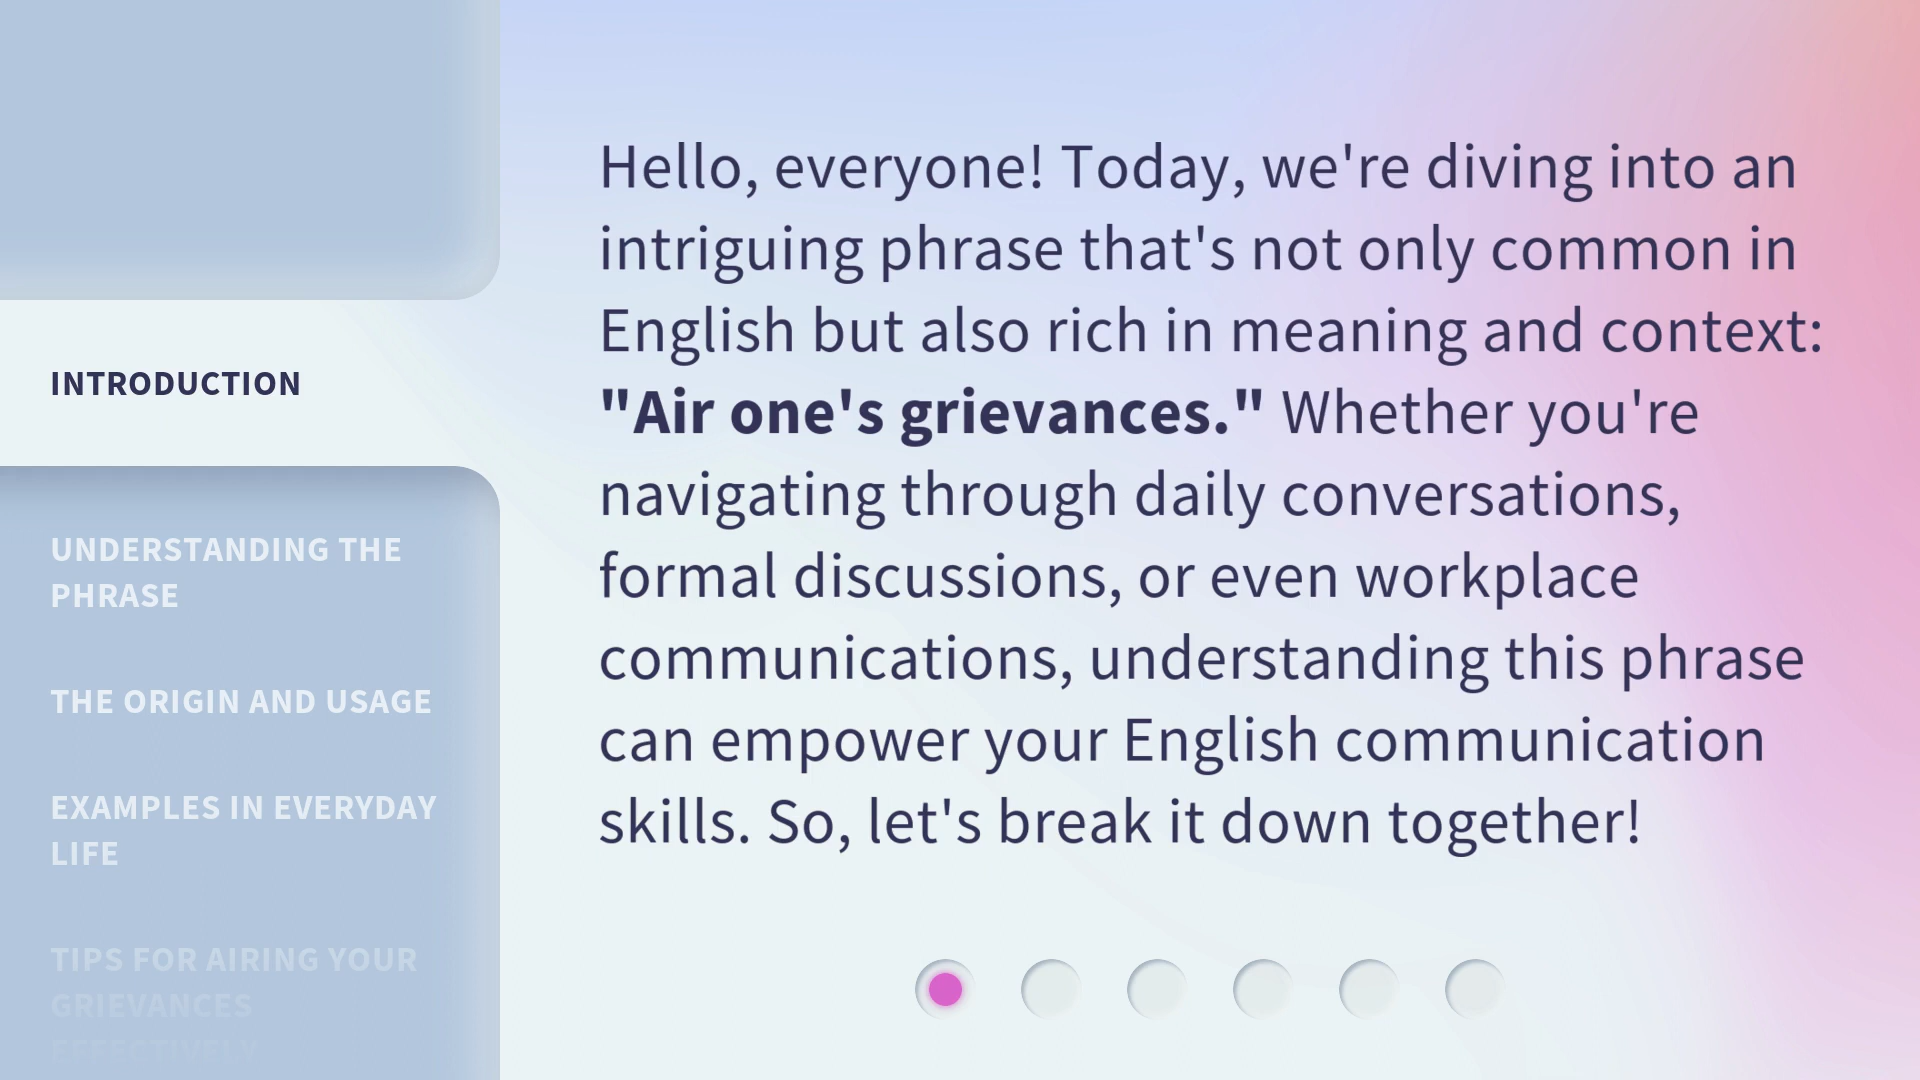 INTRODUCTION
UNDERSTANDING THE
PHRASE
THE ORIGIN AND USAGE
EXAMPLES IN EVERYDAY
LIFE
TIPS FOR AIRING YOUR
GRIEVANCES
EFFECTIVELY
Hello, everyone! Today, we're diving into an
intriguing phrase that's not only common in
English but also rich in meaning and context:
"Air one's grievances." Whether you're
navigating through daily conversations,
formal discussions, or even workplace
communications, understanding this phrase
can empower your English communication
skills. So, let's break it down together!